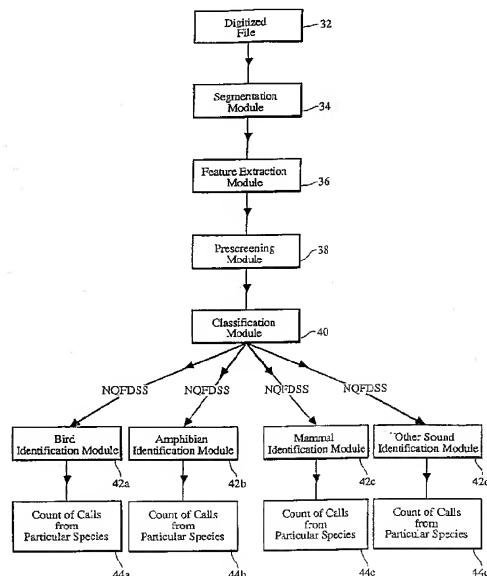 Digitized
File
32
Segmentation
Module
34
Feature Extraction
Module
36
Prescreening
Module
38
Classification
Module
40
NQFDSS NQFDSS NQFDSS NQFDSS
Bird
Identification Module
42a
Amphibian
Identification Module
42b
Mammal
Identification Module
42c
Other Sound
Identification Module
42d
Count of Calls
from
Particular Species
44a
Count of Calls
from
Particular Species
44b
Count of Calls
from
Particular Species
44c
Count of Calls
from
Particular Species
44d